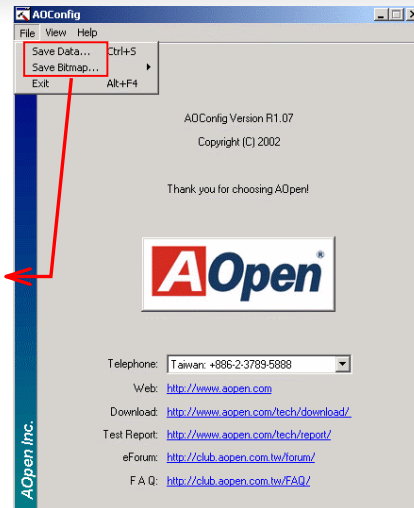 AOConfig
File View Help
Save Data... Ctrl+S
Save Bitmap...
Exit Alt+F4
AOConfig Version R1.07
Copyright (C) 2002
Thank you for choosing AOpen!
AOpen®
Telephone: Taiwan: +886-2-3789-5888
Web: http://www.aopen.com
Download: http://www.aopen.com/tech/download/
Test Report: http://www.aopen.com/tech/report/
eForum: http://club.aopen.com.tw/forum/
F A Q: http://club.aopen.com.tw/FAQ/
AOpen Inc.